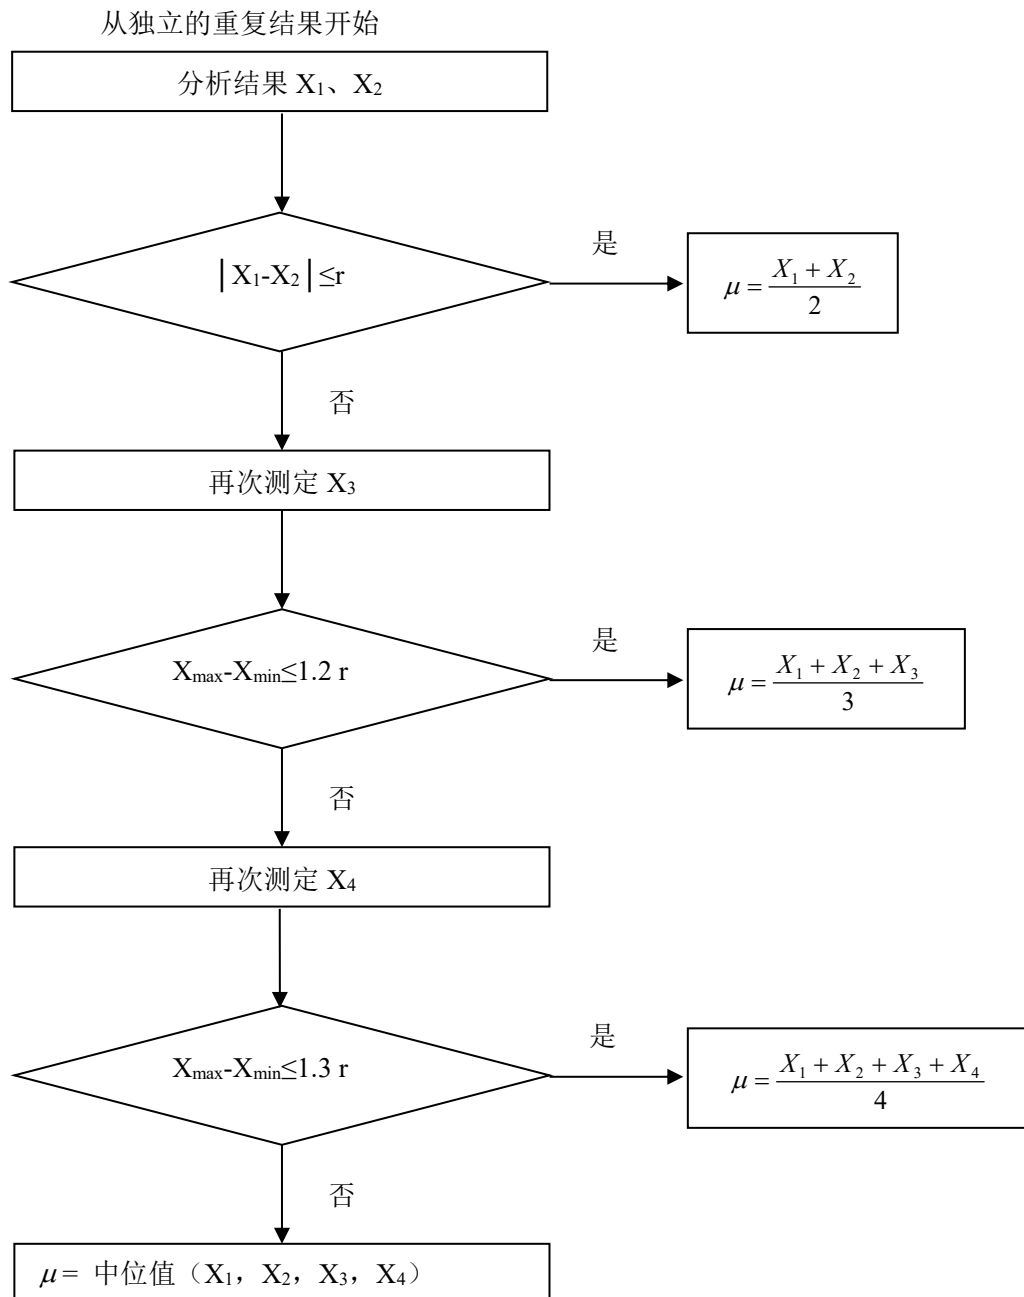 从独立的重复结果开始
分析结果 X₁、X₂
|X₁-X₂|≤r
是
μ = (X₁ + X₂)/2
否
再次测定 X₃
Xmax-Xmin≤1.2 r
是
μ = (X₁ + X₂ + X₃)/3
否
再次测定 X₄
Xmax-Xmin≤1.3 r
是
μ = (X₁ + X₂ + X₃ + X₄)/4
否
μ = 中位值（X₁，X₂，X₃，X₄）